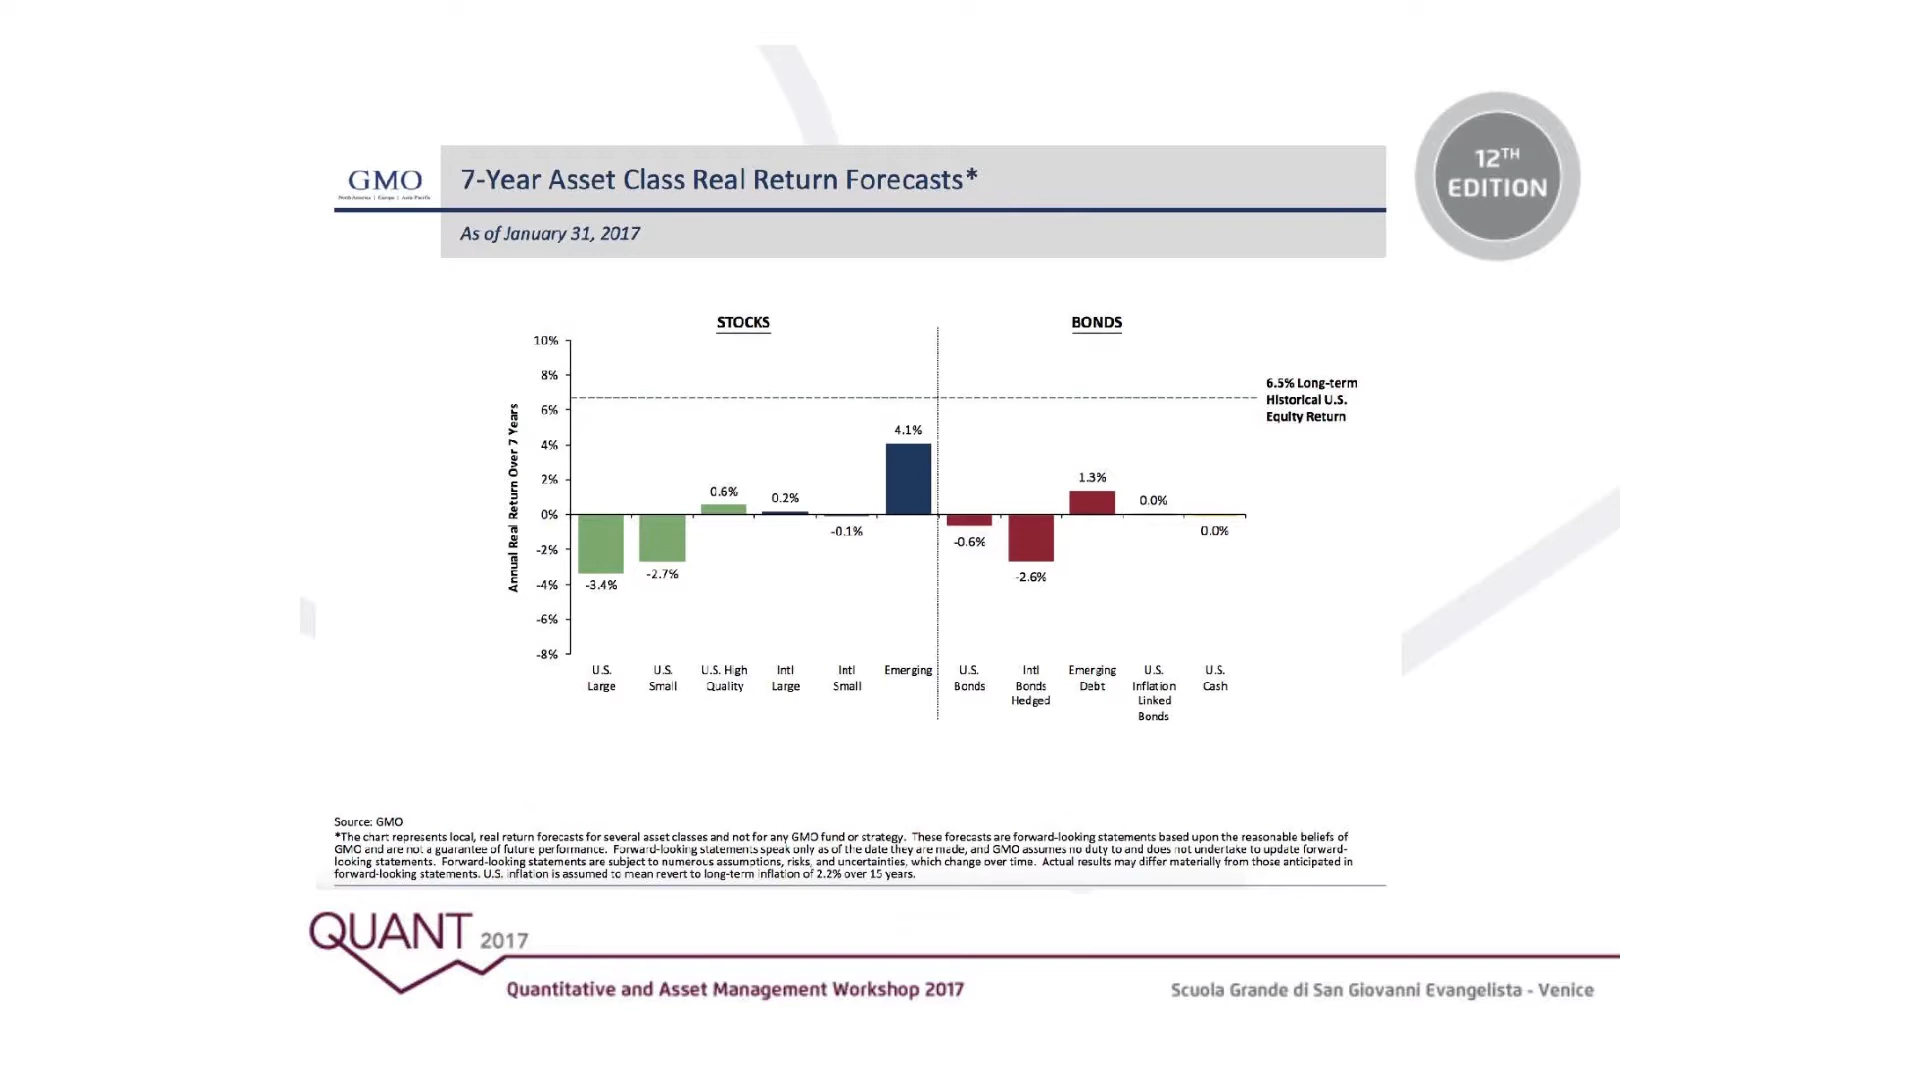 12TH
EDITION
GMO
North America | Europe | Asia-Pacific
7-Year Asset Class Real Return Forecasts*
As of January 31, 2017
STOCKS
BONDS
10%
8%
6%
4%
2%
0%
-2%
-4%
-6%
-8%
Annual Real Return Over 7 Years
6.5% Long-term
Historical U.S.
Equity Return
-3.4%
-2.7%
0.6%
0.2%
-0.1%
4.1%
-0.6%
-2.6%
1.3%
0.0%
0.0%
U.S.
Large
U.S.
Small
U.S. High
Quality
Intl
Large
Intl
Small
Emerging
U.S.
Bonds
Intl
Bonds
Hedged
Emerging
Debt
U.S.
Inflation
Linked
Bonds
U.S.
Cash
Source: GMO
*The chart represents local, real return forecasts for several asset classes and not for any GMO fund or strategy. These forecasts are forward-looking statements based upon the reasonable beliefs of
GMO and are not a guarantee of future performance. Forward-looking statements speak only as of the date they are made, and GMO assumes no duty to and does not undertake to update forward-
looking statements. Forward-looking statements are subject to numerous assumptions, risks, and uncertainties, which change over time. Actual results may differ materially from those anticipated in
forward-looking statements. U.S. inflation is assumed to mean revert to long-term inflation of 2.2% over 15 years.
QUANT 2017
Quantitative and Asset Management Workshop 2017
Scuola Grande di San Giovanni Evangelista - Venice